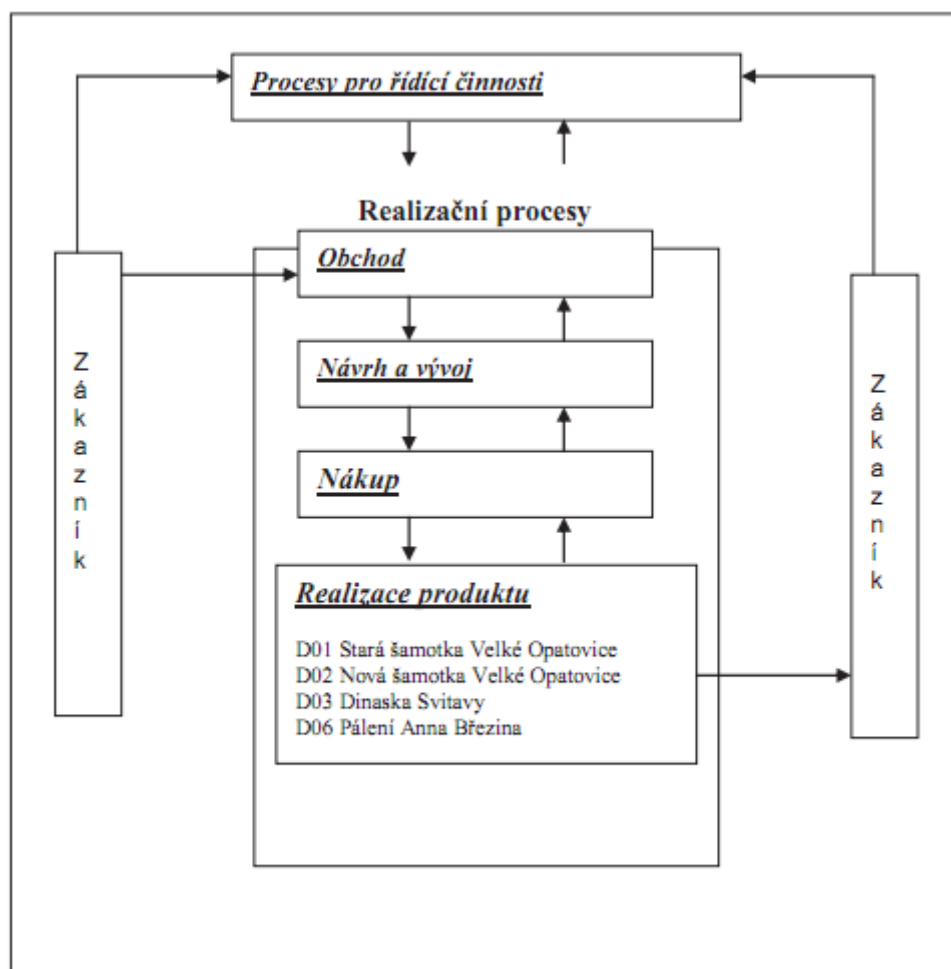 Procesy pro řídící činnosti
Realizační procesy
Obchod
Zákazník
Návrh a vývoj
Nákup
Realizace produktu
D01 Stará šamotka Velké Opatovice
D02 Nová šamotka Velké Opatovice
D03 Dinaska Svitavy
D06 Pálení Anna Březina
Zákazník